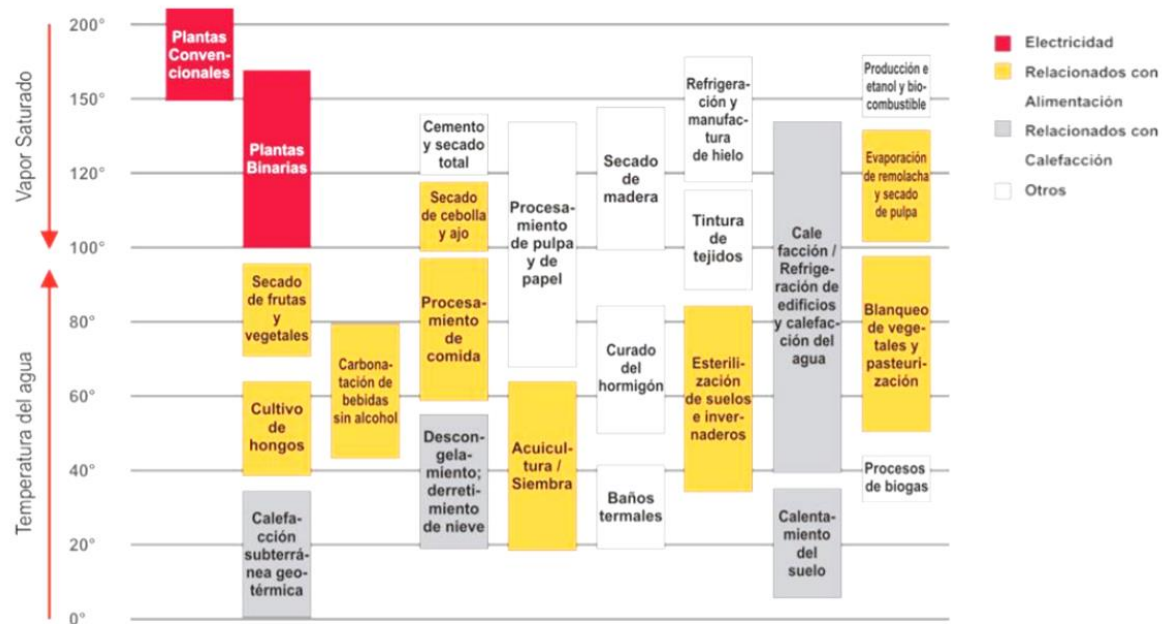 200°
150°
120°
100°
80°
60°
40°
20°
0°
Vapor Saturado
Temperatura del agua
Plantas
Conven-
cionales
Plantas
Binarias
Secado
de frutas
y
vegetales
Cultivo
de
hongos
Calefac-
ción
subterrá-
nea geo-
térmica
Carbona-
tación de
bebidas
sin alcohol
Cemento
y secado
total
Secado
de cebolla
y ajo
Procesa-
miento
de
comida
Descon-
gela-
miento;
derreti-
miento
de nieve
Procesa-
miento
de pulpa
y de
papel
Acuicul-
tura /
Siembra
Secado
de
madera
Curado
del
hormigón
Baños
termales
Refrige-
ración y
manufac-
tura
de hielo
Tintura
de
tejidos
Esterili-
zación
de suelos
e inver-
naderos
Cale
facción /
Refrige-
ración de
edificios
y calefac-
ción del
agua
Calenta-
miento
del
suelo
Producción e
etanol y bio-
combustible
Evaporación
de remolacha
y secado
de pulpa
Blanqueo
de vege-
tales y
pasteuri-
zación
Procesos
de biogas
Electricidad
Relacionados con
Alimentación
Relacionados con
Calefacción
Otros